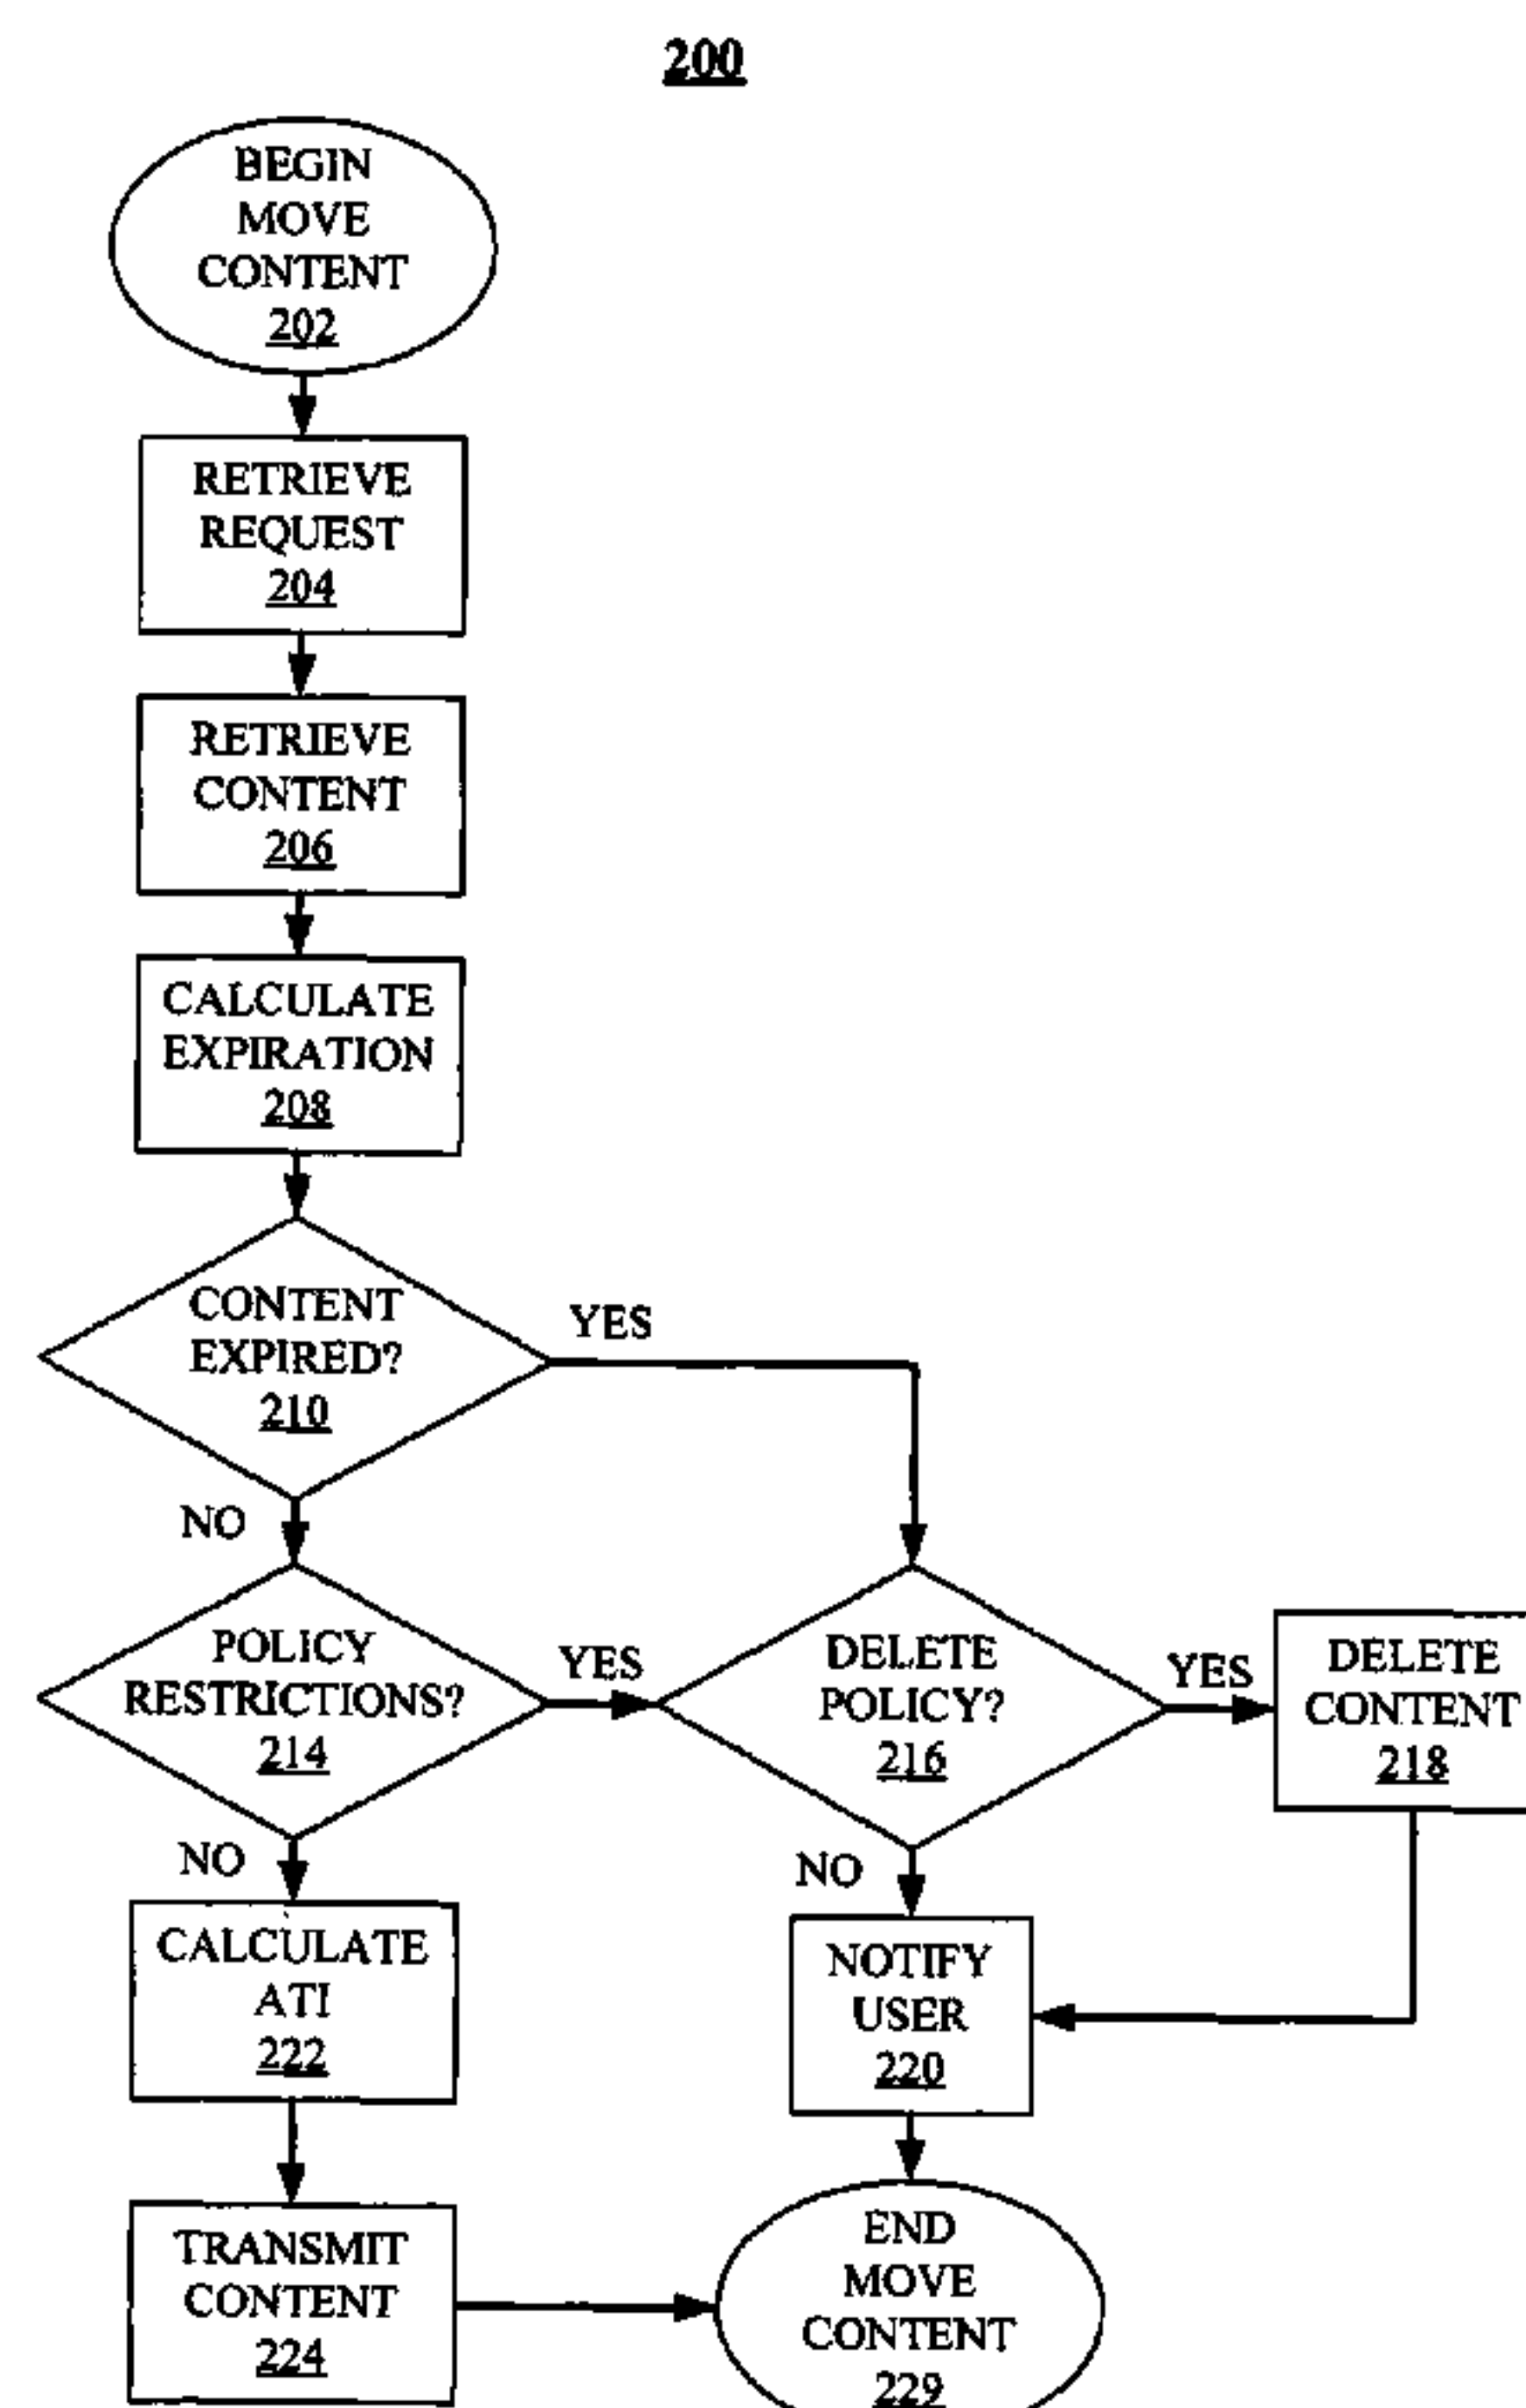 200
BEGIN
MOVE
CONTENT
202
RETRIEVE
REQUEST
204
RETRIEVE
CONTENT
206
CALCULATE
EXPIRATION
208
CONTENT
EXPIRED?
210
YES
NO
POLICY
RESTRICTIONS?
214
YES
DELETE
POLICY?
216
YES
DELETE
CONTENT
218
NO
NO
CALCULATE
ATI
222
NOTIFY
USER
220
TRANSMIT
CONTENT
224
END
MOVE
CONTENT
229